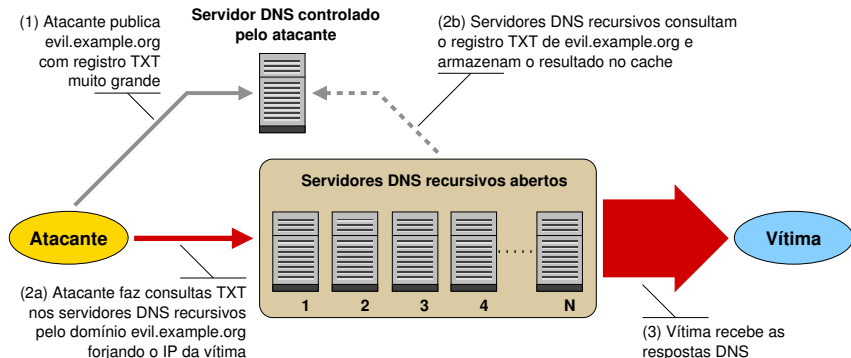 (1) Atacante publica
evil.example.org
com registro TXT
muito grande
Servidor DNS controlado
pelo atacante
(2b) Servidores DNS recursivos consultam
o registro TXT de evil.example.org e
armazenam o resultado no cache
Servidores DNS recursivos abertos
Atacante
Vítima
1 2 3 4 N
(2a) Atacante faz consultas TXT
nos servidores DNS recursivos
pelo domínio evil.example.org
forjando o IP da vítima
(3) Vítima recebe as
respostas DNS